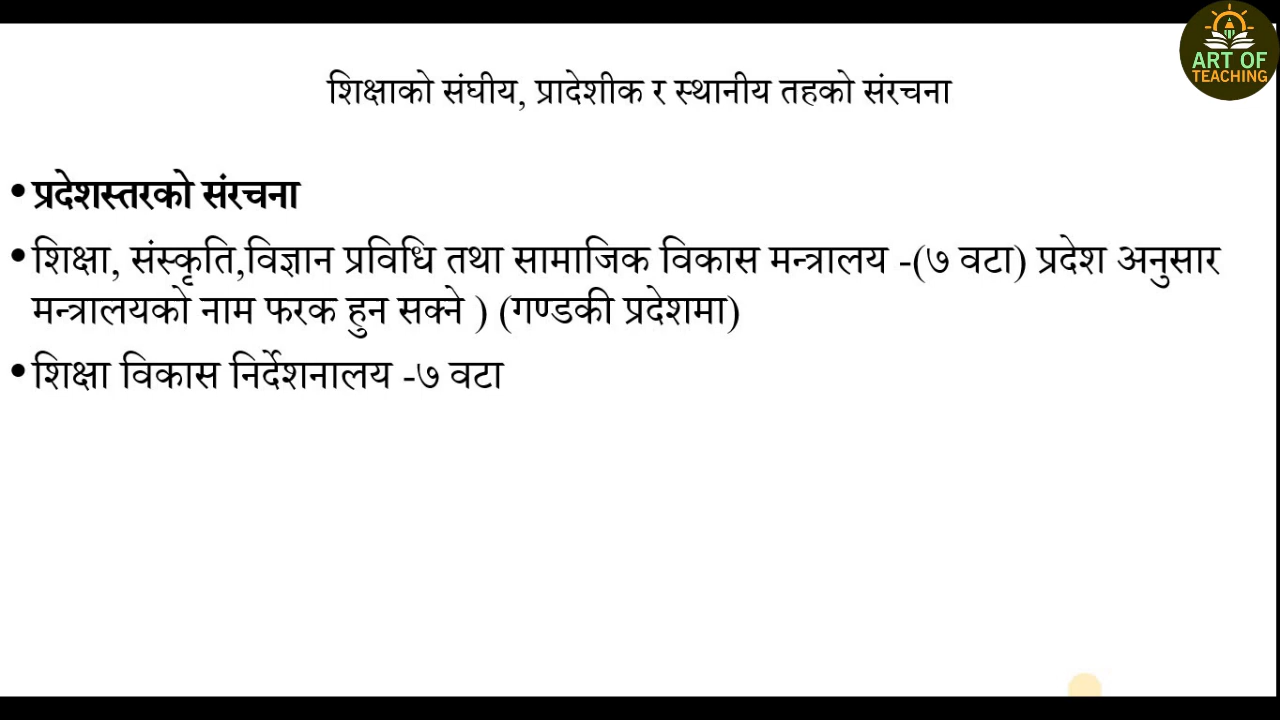 ART OF
TEACHING
शिक्षाको संघीय, प्रादेशीक र स्थानीय तहको संरचना
•प्रदेशस्तरको संरचना
•शिक्षा, संस्कृति,विज्ञान प्रविधि तथा सामाजिक विकास मन्त्रालय -(७ वटा) प्रदेश अनुसार
मन्त्रालयको नाम फरक हुन सक्ने ) (गण्डकी प्रदेशमा)
•शिक्षा विकास निर्देशनालय -७ वटा